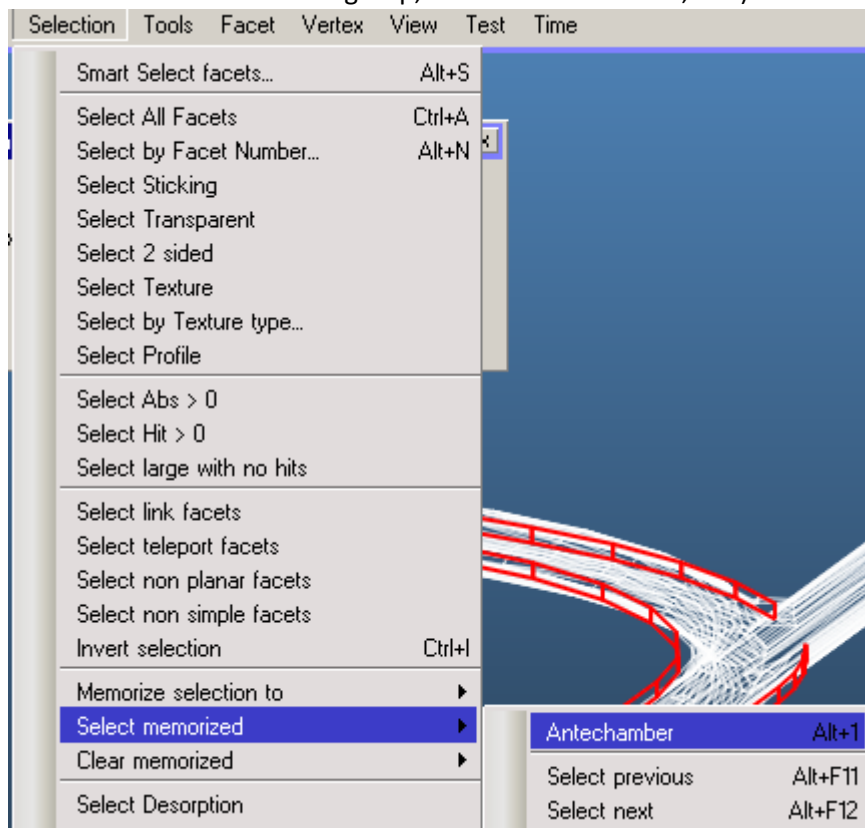 Selection Tools Facet Vertex View Test Time
Smart Select facets... Alt+S
Select All Facets Ctrl+A
Select by Facet Number... Alt+N
Select Sticking
Select Transparent
Select 2 sided
Select Texture
Select by Texture type...
Select Profile
Select Abs > 0
Select Hit > 0
Select large with no hits
Select link facets
Select teleport facets
Select non planar facets
Select non simple facets
Invert selection Ctrl+I
Memorize selection to
Select memorized
Clear memorized
Select Desorption
Antechamber Alt+1
Select previous Alt+F11
Select next Alt+F12